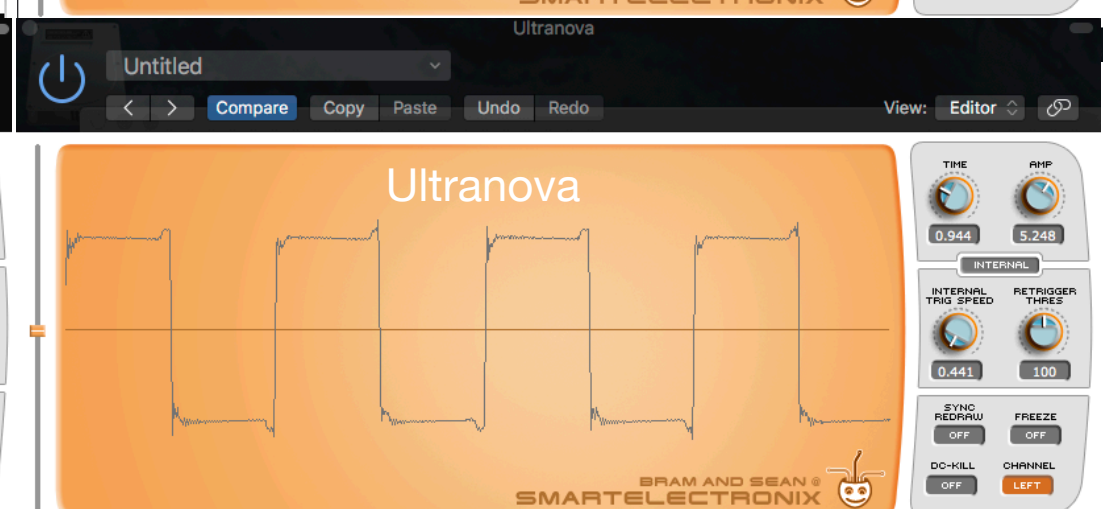 SMARTELECTRONIX
Ultranova
Untitled
Compare Copy Paste Undo Redo
View: Editor
Ultranova
TIME AMP
0.944 5.248
INTERNAL
INTERNAL TRIG SPEED
RETRIGGER THRES
0.441 100
SYNC REDRAW
FREEZE
OFF OFF
DC-KILL CHANNEL
OFF LEFT
BRAM AND SEAN @
SMARTELECTRONIX